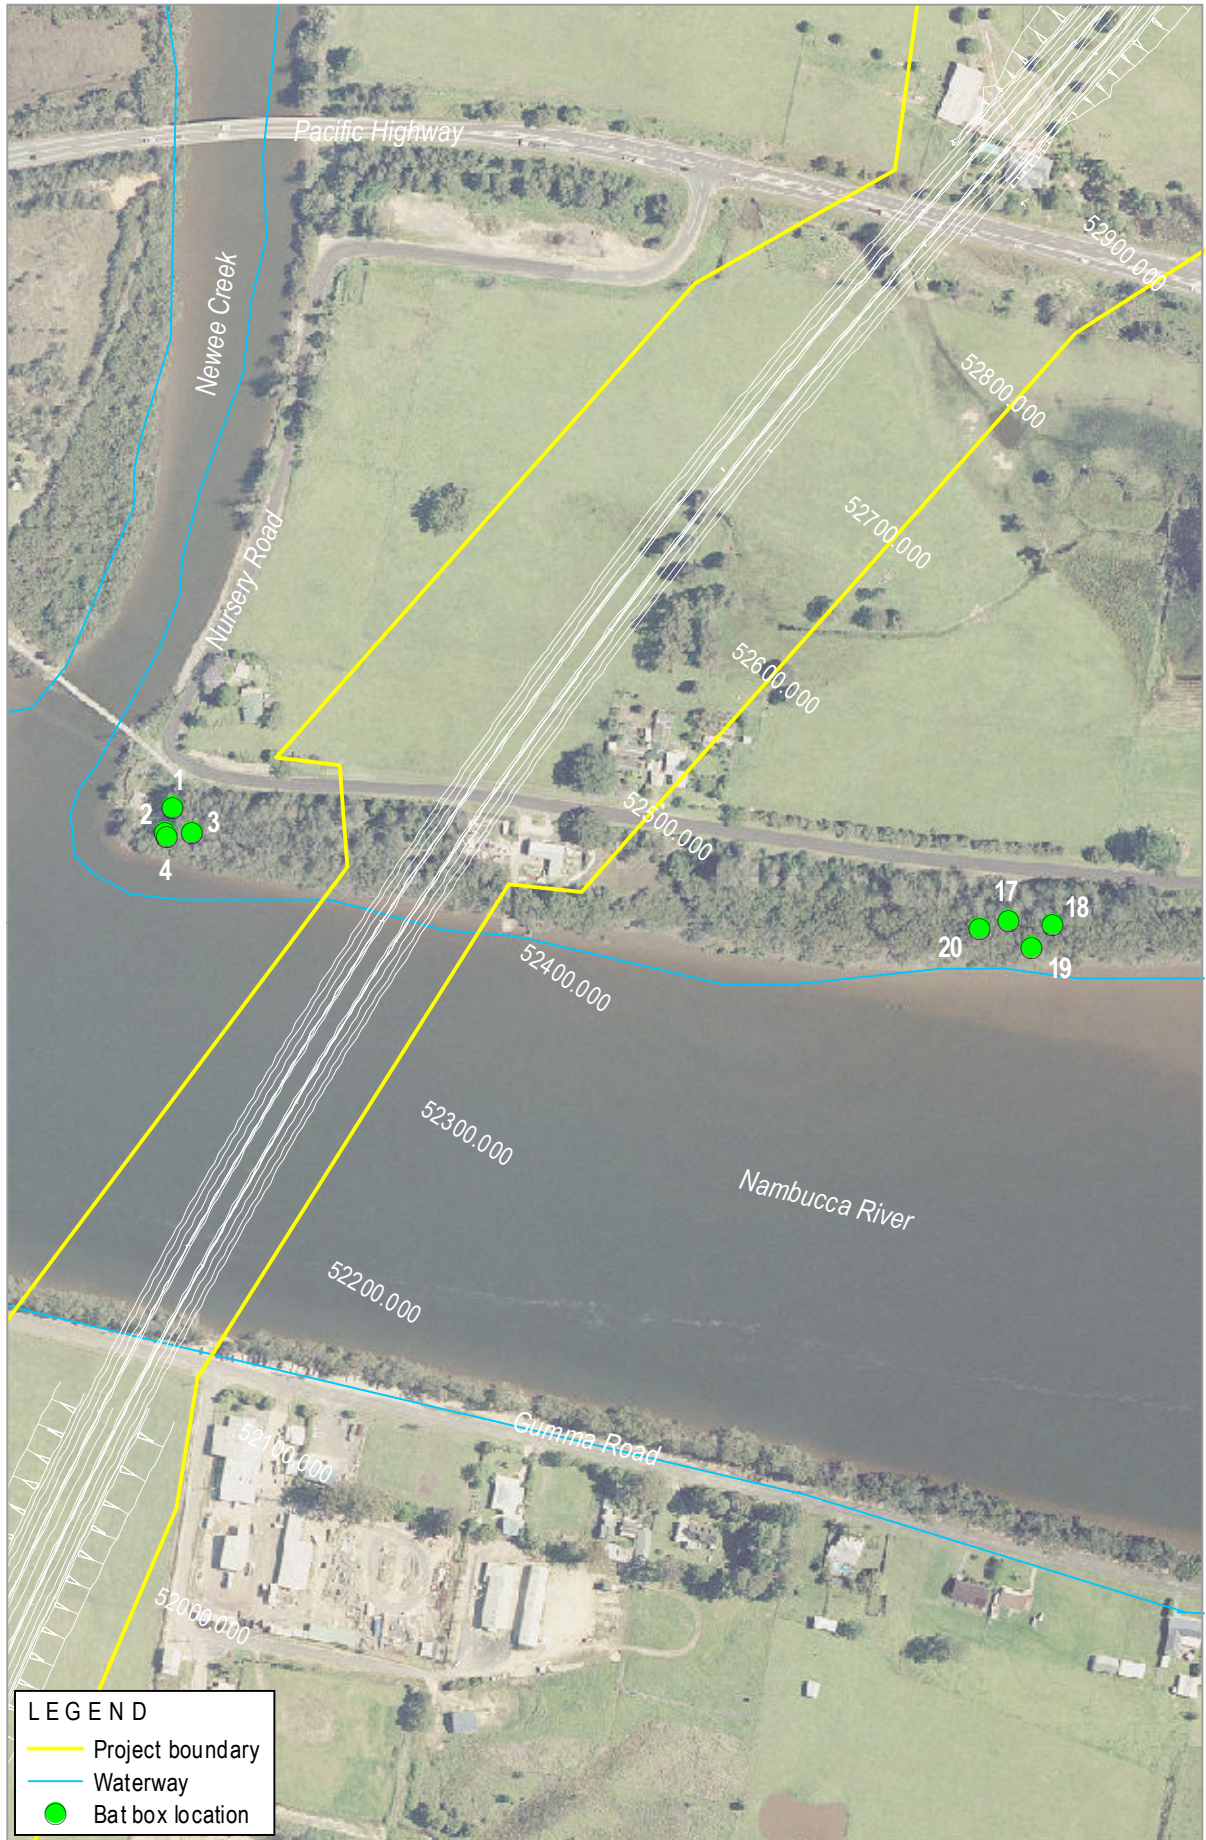 Pacific Highway
52900.000
Newee Creek
52800.000
52700.000
Nursery Road
52600.000
1
2
3
4
52500.000
17
18
20
19
52400.000
52300.000
Nambucca River
52200.000
Gumma Road
52100.000
52000.000
LEGEND
Project boundary
Waterway
Bat box location